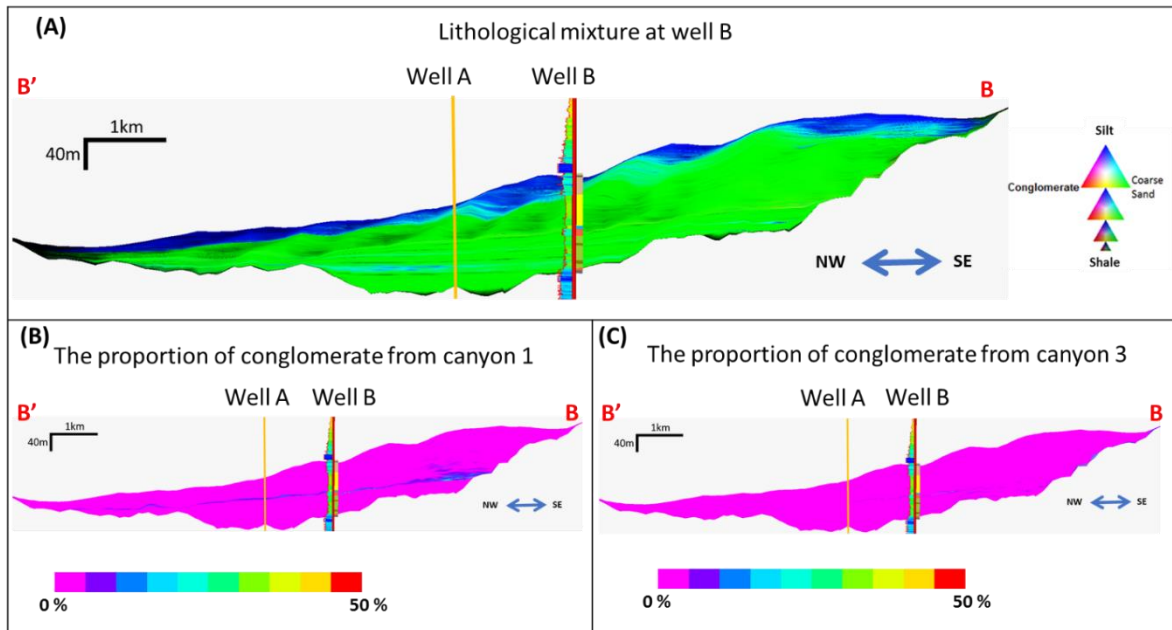 (A)
Lithological mixture at well B
B'
Well A
Well B
B
1km
40m
Silt
Conglomerate
Coarse
Sand
Shale
NW
SE
(B)
The proportion of conglomerate from canyon 1
B'
Well A
Well B
B
1km
40m
NW
SE
0 %
50 %
(C)
The proportion of conglomerate from canyon 3
B'
Well A
Well B
B
1km
40m
NW
SE
0 %
50 %